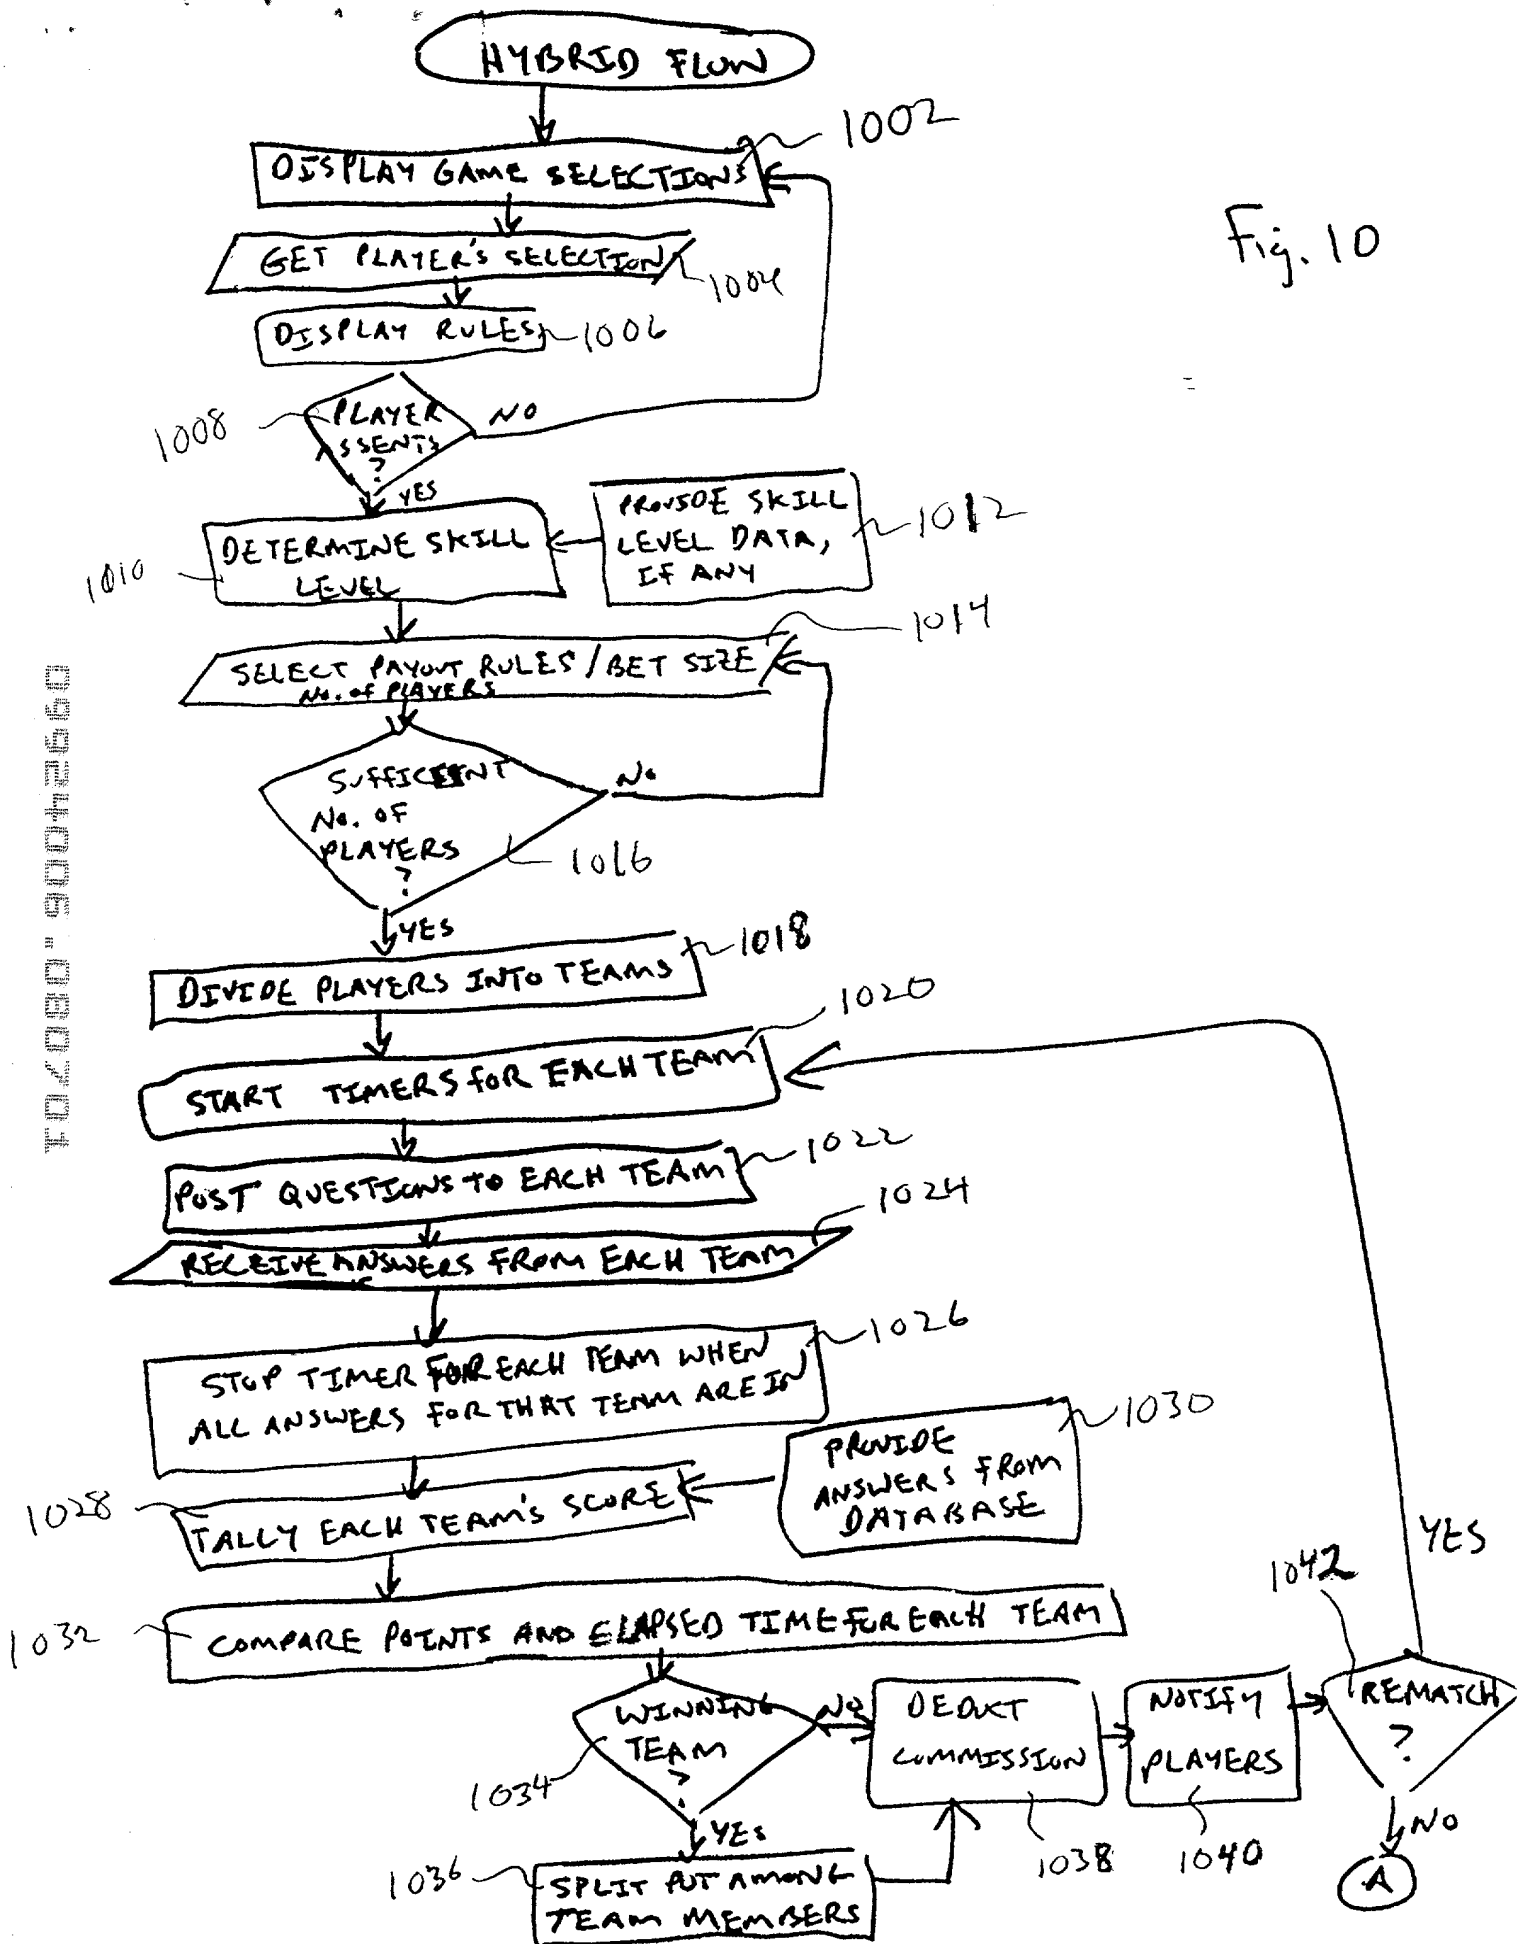 HYBRID FLOW
1002
DISPLAY GAME SELECTIONS
Fig. 10
GET PLAYER'S SELECTION
1004
DISPLAY RULES
1006
1008
PLAYER
ASSENTS
?
NO
YES
DETERMINE SKILL
LEVEL
1010
PROVIDE SKILL
LEVEL DATA,
IF ANY
1012
1014
SELECT PAYOUT RULES / BET SIZE
No. of PLAYERS
SUFFICIENT
No. OF
PLAYERS
?
No
1016
YES
1018
DIVIDE PLAYERS INTO TEAMS
1020
START TIMERS FOR EACH TEAM
1022
POST QUESTIONS TO EACH TEAM
1024
RECEIVE ANSWERS FROM EACH TEAM
1026
STOP TIMER FOR EACH TEAM WHEN
ALL ANSWERS FOR THAT TEAM ARE IN
1028
TALLY EACH TEAM'S SCORE
1030
PROVIDE
ANSWERS FROM
DATABASE
1032
COMPARE POINTS AND ELAPSED TIME FOR EACH TEAM
WINNING
TEAM
?
1034
NO
YES
1036
SPLIT POT AMONG
TEAM MEMBERS
DEDUCT
COMMISSION
1038
NOTIFY
PLAYERS
1040
1042
REMATCH
?
YES
NO
A
09924006.080701